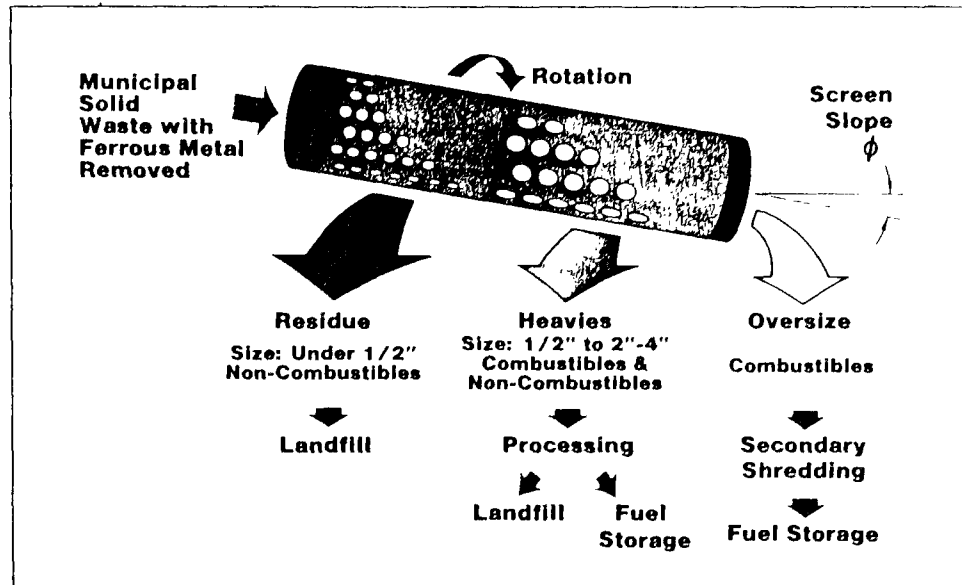 Municipal
Solid
Waste with
Ferrous Metal
Removed
Rotation
Screen
Slope
ϕ
Residue
Size: Under 1/2"
Non-Combustibles
Landfill
Heavies
Size: 1/2" to 2"-4"
Combustibles &
Non-Combustibles
Processing
Landfill
Fuel
Storage
Oversize
Combustibles
Secondary
Shredding
Fuel Storage